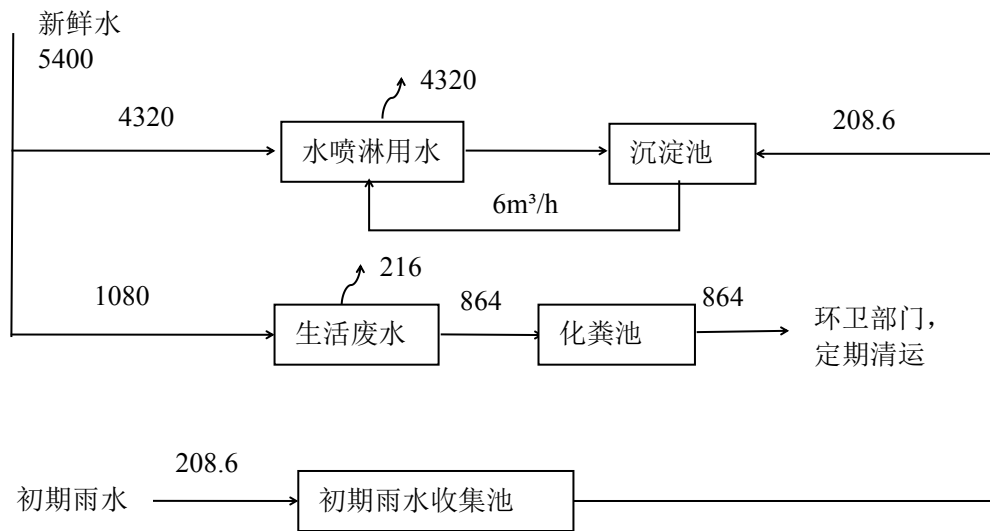 新鲜水
5400
4320
4320
208.6
水喷淋用水
沉淀池
6m³/h
216
1080
864
864
生活废水
化粪池
环卫部门，
定期清运
208.6
初期雨水
初期雨水收集池